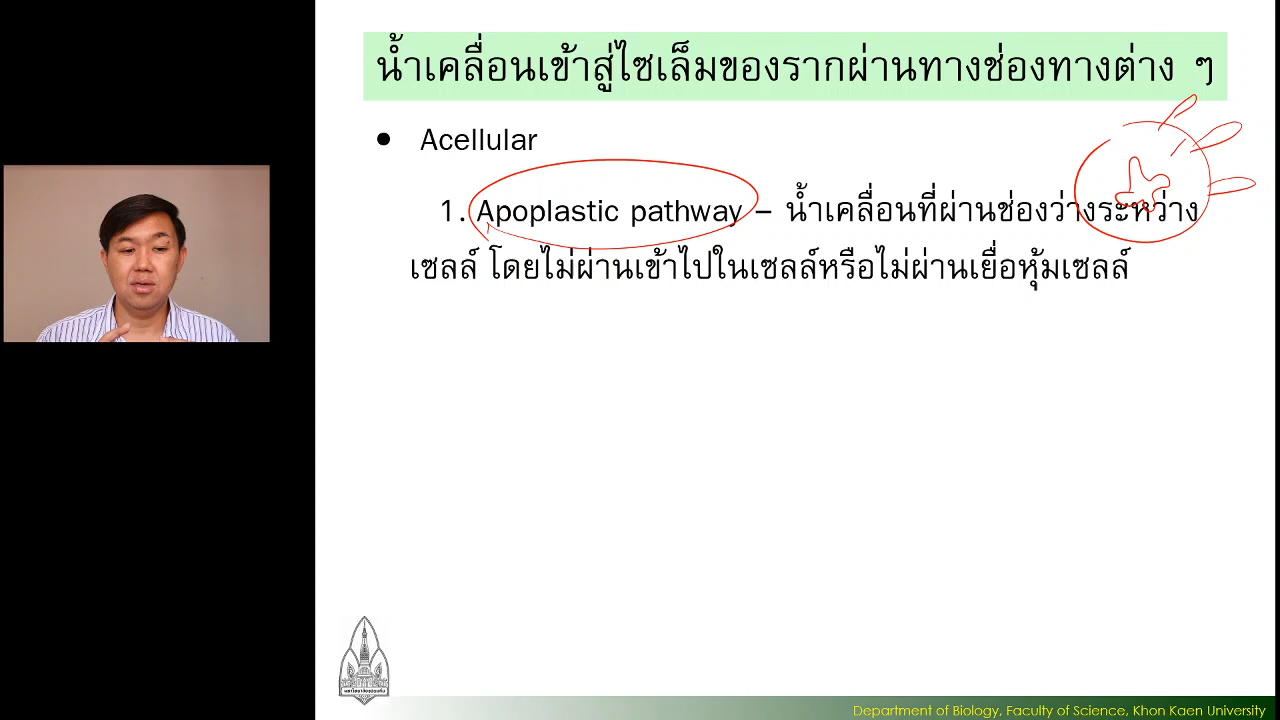 น้ำเคลื่อนเข้าสู่ไซเล็มของรากผ่านทางช่องทางต่าง ๆ
• Acellular
1. Apoplastic pathway – น้ำเคลื่อนที่ผ่านช่องว่างระหว่าง
เซลล์ โดยไม่ผ่านเข้าไปในเซลล์หรือไม่ผ่านเยื่อหุ้มเซลล์
Department of Biology, Faculty of Science, Khon Kaen University